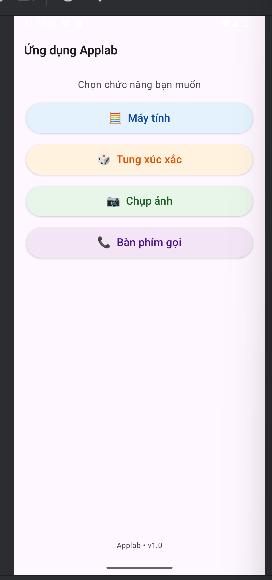 Ứng dụng Applab
Chọn chức năng bạn muốn
Máy tính
Tung xúc xắc
Chụp ảnh
Bàn phím gọi
Applab • v1.0